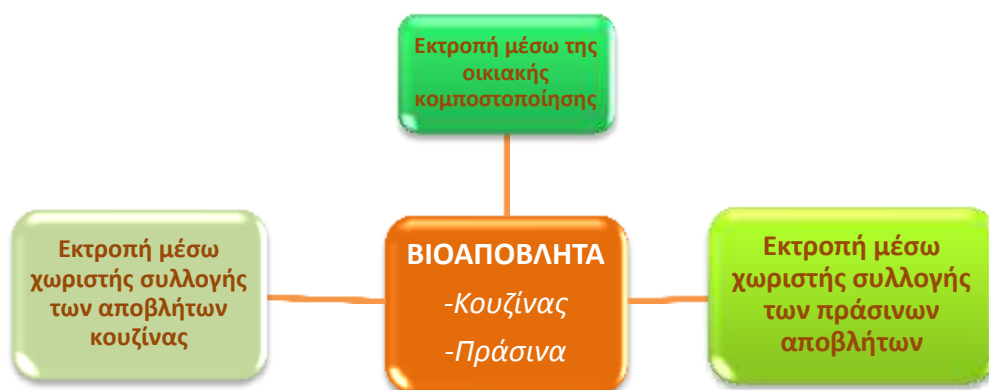 Εκτροπή μέσω της
οικιακής
κομποστοποίησης
Εκτροπή μέσω
χωριστής συλλογής
των αποβλήτων
κουζίνας
ΒΙΟΑΠΟΒΛΗΤΑ
-Κουζίνας
-Πράσινα
Εκτροπή μέσω
χωριστής συλλογής
των πράσινων
αποβλήτων